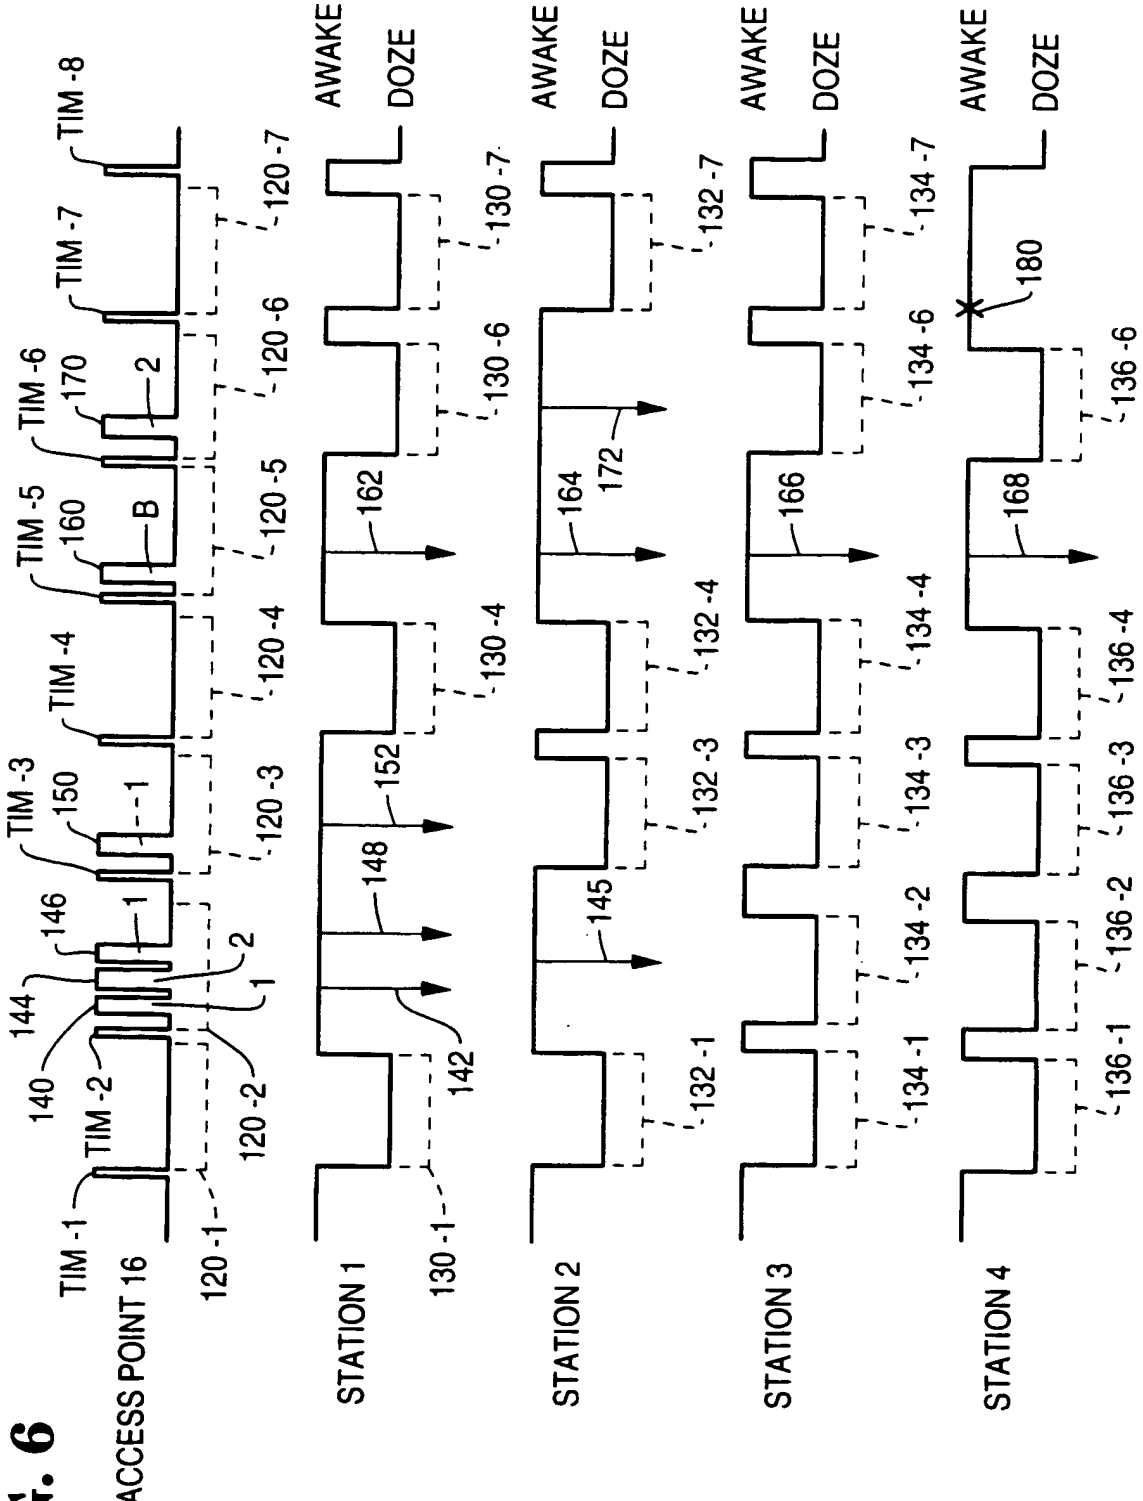 G. 6
TIM -1
TIM -2
TIM -3
TIM -4
TIM -5
TIM -6
TIM -7
TIM -8
140
144
146
150
160
170
ACCESS POINT 16
1
2
1
1
B
2
120 -1
120 -2
120 -3
120 -4
120 -5
120 -6
120 -7
STATION 1
AWAKE
DOZE
142
148
152
162
130 -1
130 -4
130 -6
130 -7
STATION 2
AWAKE
DOZE
145
164
172
132 -1
132 -3
132 -4
132 -7
STATION 3
AWAKE
DOZE
166
134 -1
134 -2
134 -3
134 -4
134 -6
134 -7
STATION 4
AWAKE
DOZE
168
180
136 -1
136 -2
136 -3
136 -4
136 -6